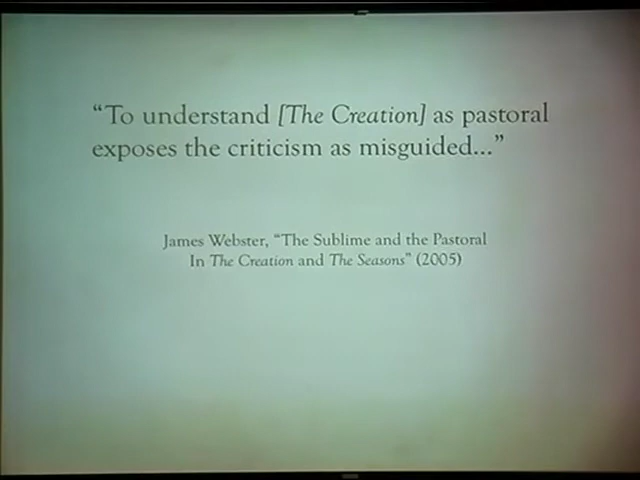 “To understand [The Creation] as pastoral
exposes the criticism as misguided...”
James Webster, “The Sublime and the Pastoral
In The Creation and The Seasons” (2005)